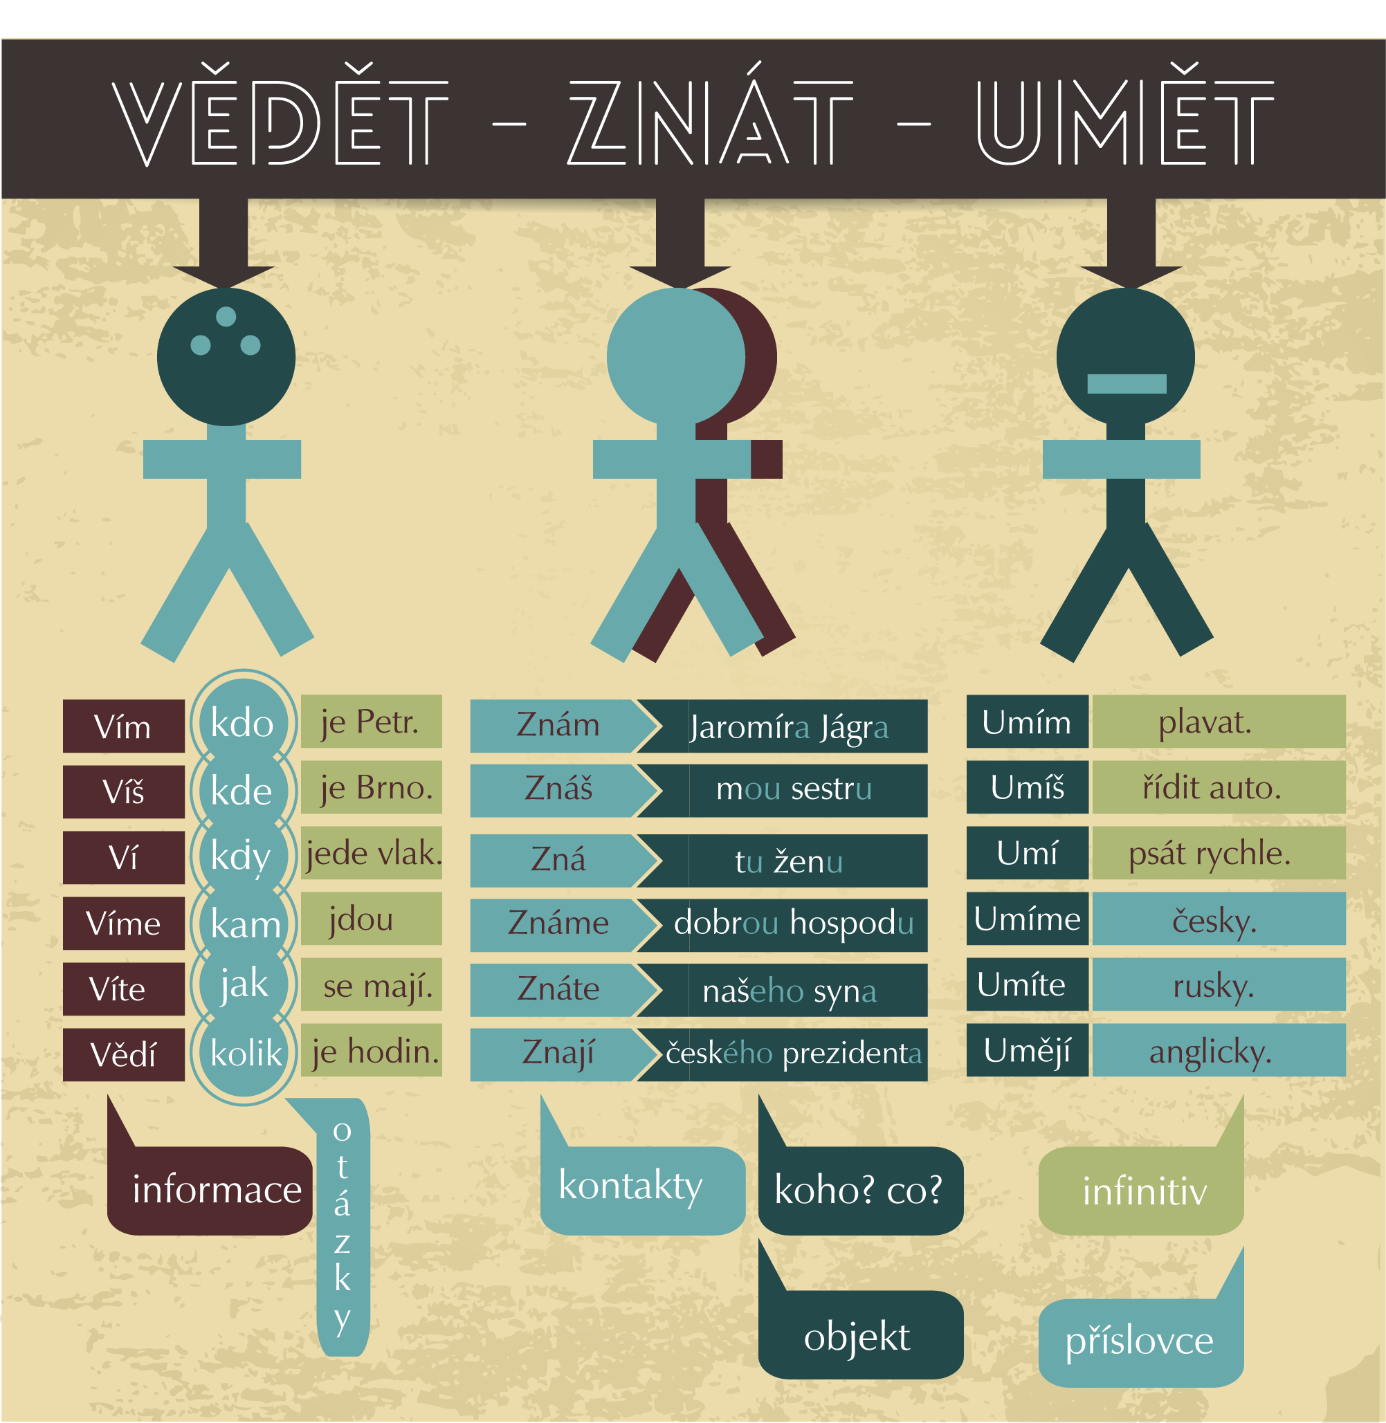 VĚDĚT - ZNÁT - UMĚT
Vím kdo je Petr.
Víš kde je Brno.
Ví kdy jede vlak.
Víme kam jdou
Víte jak se mají.
Vědí kolik je hodin.
informace
otázky
Znám Jaromíra Jágra
Znáš mou sestru
Zná tu ženu
Známe dobrou hospodu
Znáte našeho syna
Znají českého prezidenta
kontakty
koho? co?
objekt
Umím plavat.
Umíš řídit auto.
Umí psát rychle.
Umíme česky.
Umíte rusky.
Umějí anglicky.
infinitiv
příslovce